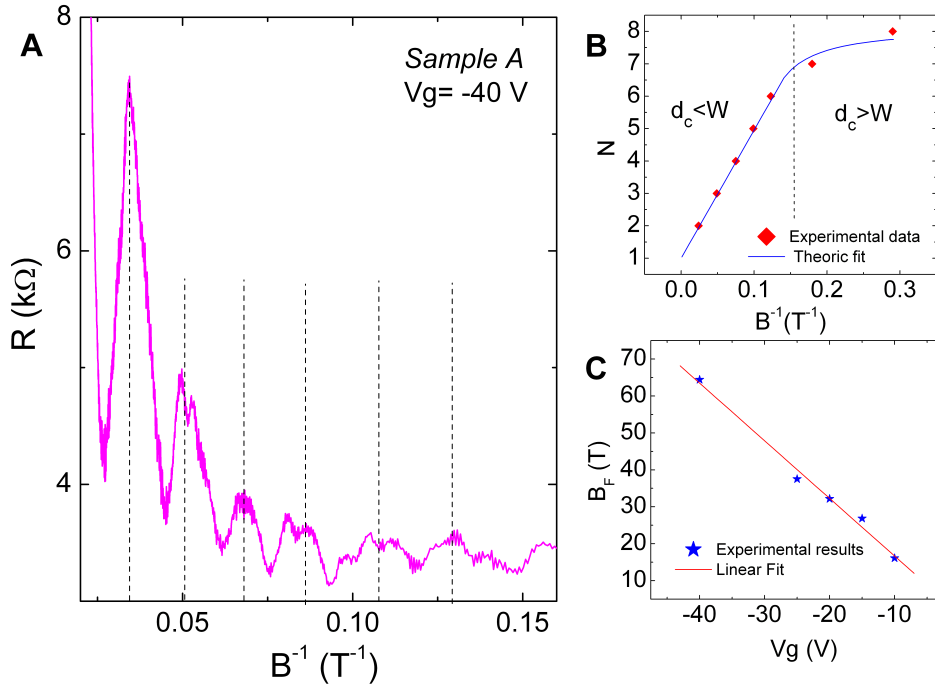 A
Sample A
Vg= -40 V
8
6
4
R (kΩ)
0.05
0.10
0.15
B⁻¹ (T⁻¹)
B
8
7
6
5
4
3
2
1
N
d_c<W
d_c>W
Experimental data
Theoric fit
0.0
0.1
0.2
0.3
B⁻¹(T⁻¹)
C
70
60
50
40
30
20
10
B_F (T)
Experimental results
Linear Fit
-40
-30
-20
-10
Vg (V)